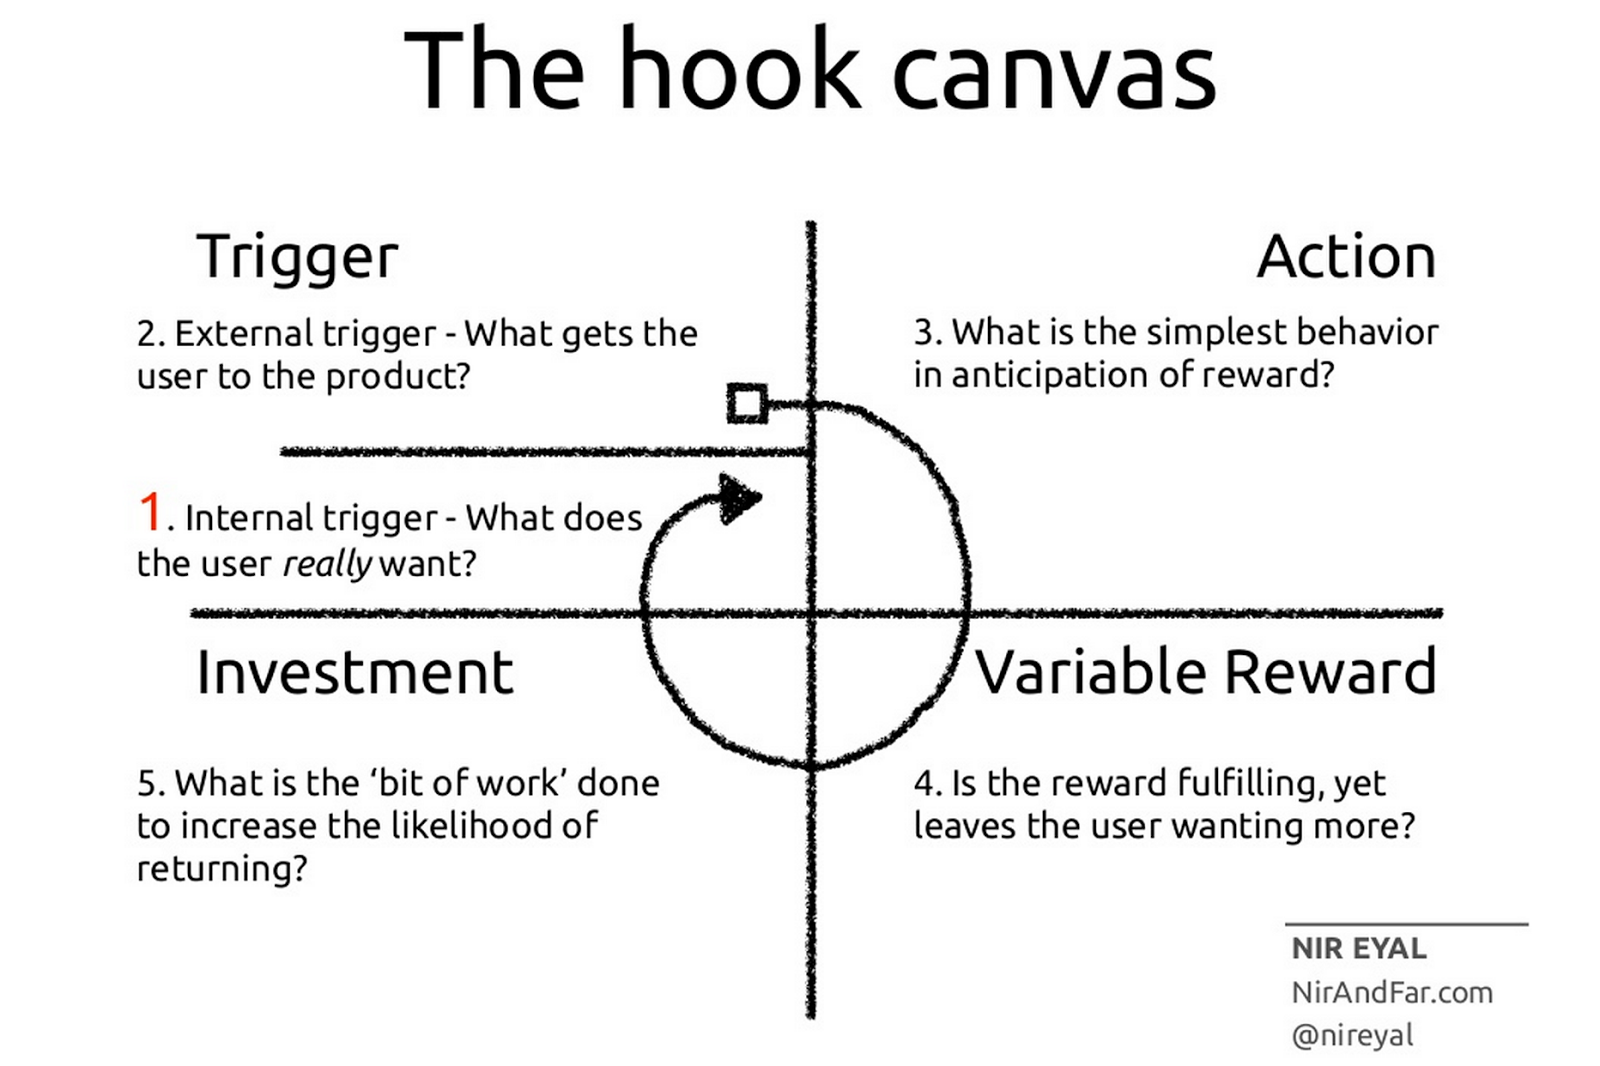 The hook canvas
Trigger
2. External trigger - What gets the
user to the product?
1. Internal trigger - What does
the user really want?
Action
3. What is the simplest behavior
in anticipation of reward?
Investment
5. What is the ‘bit of work’ done
to increase the likelihood of
returning?
Variable Reward
4. Is the reward fulfilling, yet
leaves the user wanting more?
NIR EYAL
NirAndFar.com
@nireyal